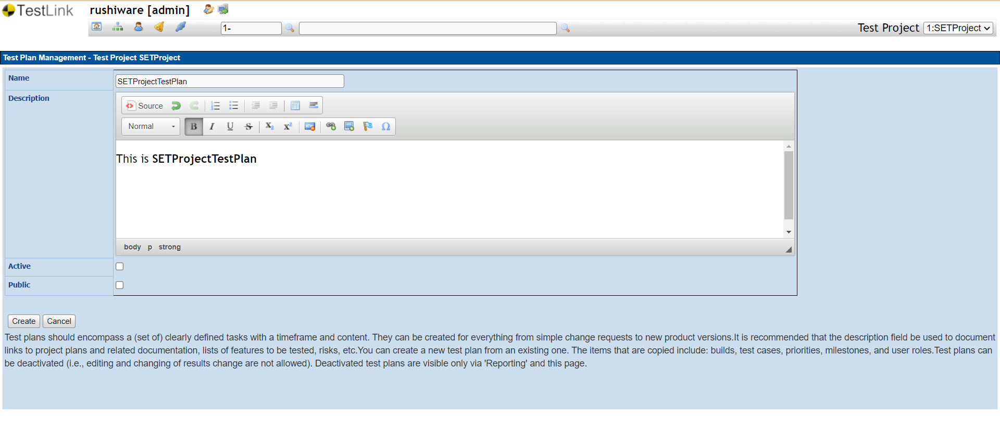 TestLink
rushiware [admin]
1-
Test Project 1:SETProject
Test Plan Management - Test Project SETProject
Name
SETProjectTestPlan
Description
Source
Normal
B I U S X2 x2
HTML
Ω
This is SETProjectTestPlan
body p strong
Active
Public
Create Cancel
Test plans should encompass a (set of) clearly defined tasks with a timeframe and content. They can be created for everything from simple change requests to new product versions.It is recommended that the description field be used to document
links to project plans and related documentation, lists of features to be tested, risks, etc.You can create a new test plan from an existing one. The items that are copied include: builds, test cases, priorities, milestones, and user roles.Test plans can
be deactivated (i.e., editing and changing of results change are not allowed). Deactivated test plans are visible only via 'Reporting' and this page.